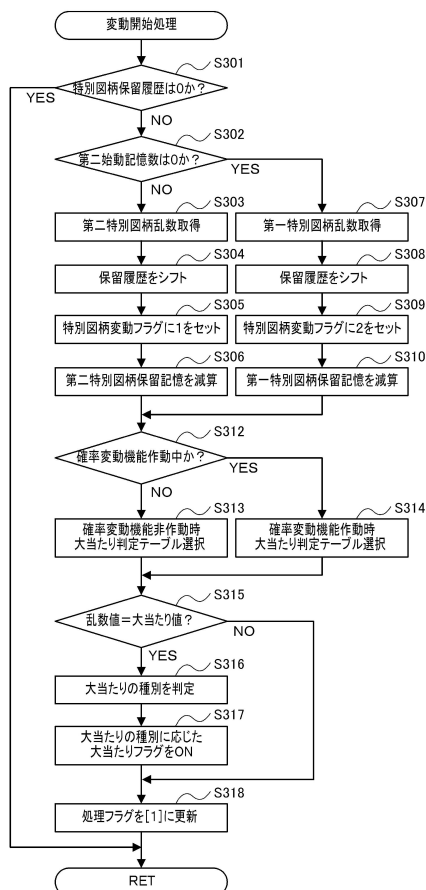 変動開始処理
S301
特別図柄保留履歴は0か？
YES
NO
S302
第二始動記憶数は0か？
YES
NO
S303
第二特別図柄乱数取得
S307
第一特別図柄乱数取得
S304
保留履歴をシフト
S308
保留履歴をシフト
S305
特別図柄変動フラグに1をセット
S309
特別図柄変動フラグに2をセット
S306
第二特別図柄保留記憶を減算
S310
第一特別図柄保留記憶を減算
S312
確率変動機能作動中か？
YES
NO
S313
確率変動機能非作動時
大当たり判定テーブル選択
S314
確率変動機能作動時
大当たり判定テーブル選択
S315
乱数値＝大当たり値？
NO
YES
S316
大当たりの種別を判定
S317
大当たりの種別に応じた
大当たりフラグをON
S318
処理フラグを[1]に更新
RET